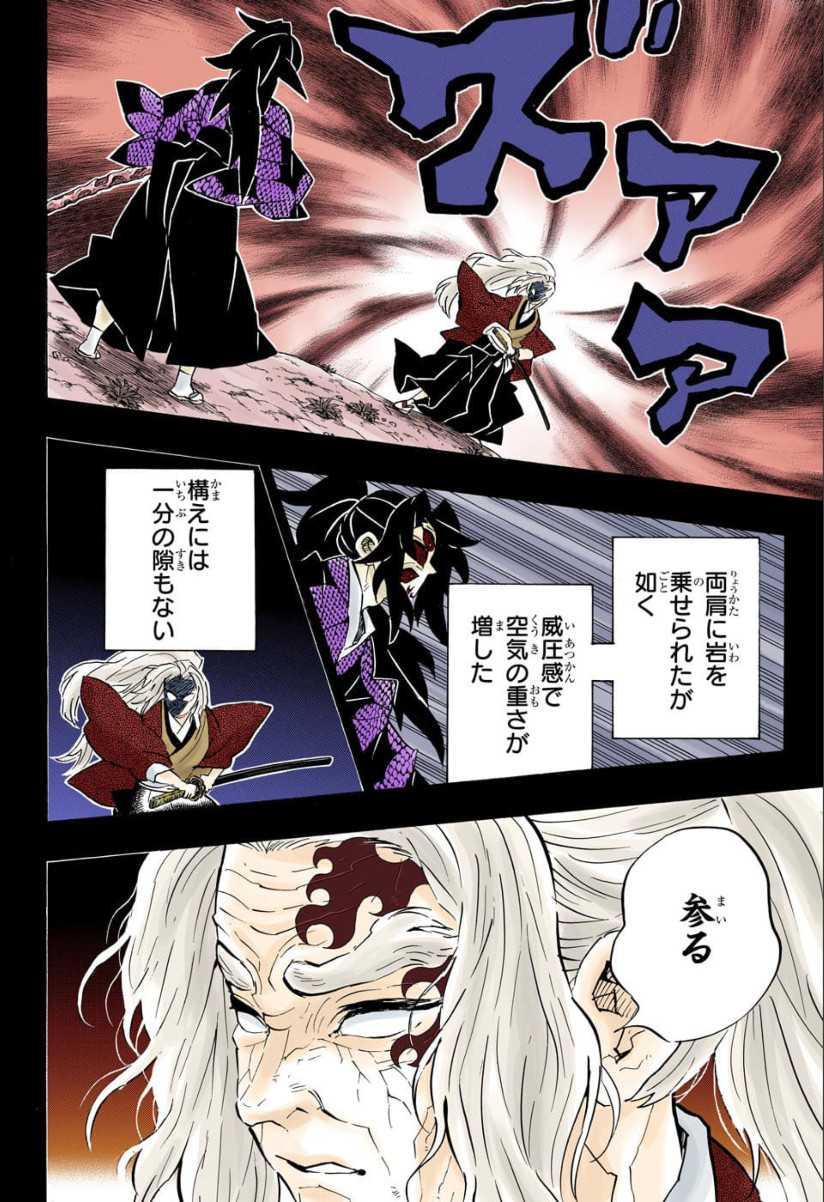 ズアアア
両肩に岩を
乗せられたが
如く
威圧感で
空気の重さが
増した
構えには
一分の隙もない
参る